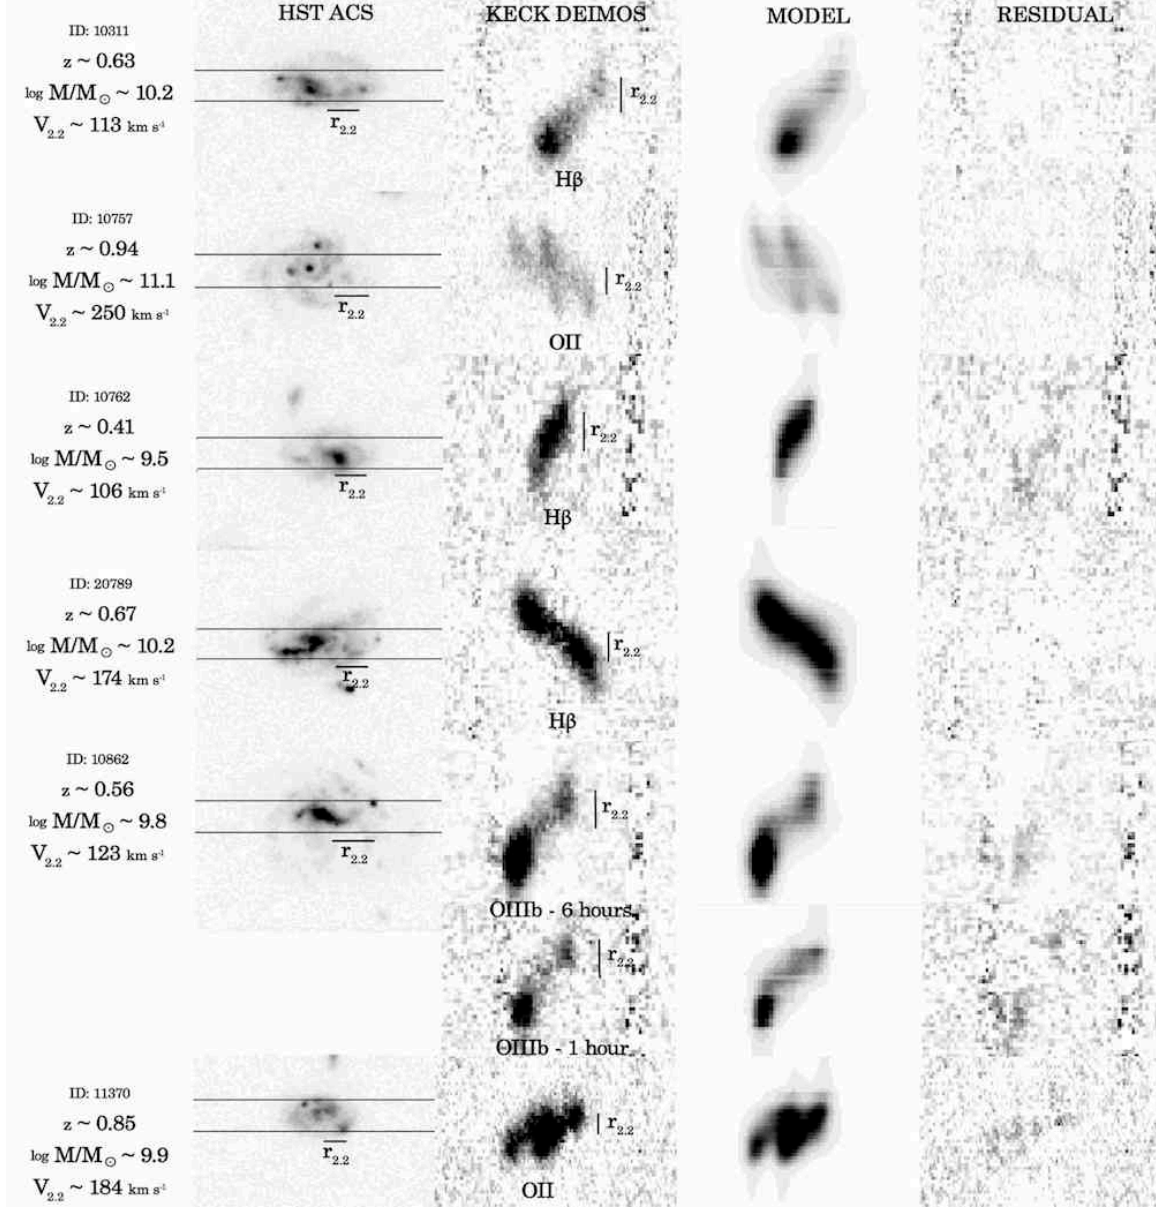 HST ACS KECK DEIMOS MODEL RESIDUAL
ID: 10311
z ~ 0.63
log M/M☉ ~ 10.2
V2.2 ~ 113 km s-1
r2.2
r2.2
Hβ
ID: 10757
z ~ 0.94
log M/M☉ ~ 11.1
V2.2 ~ 250 km s-1
r2.2
r2.2
OII
ID: 10762
z ~ 0.41
log M/M☉ ~ 9.5
V2.2 ~ 106 km s-1
r2.2
r2.2
Hβ
ID: 20789
z ~ 0.67
log M/M☉ ~ 10.2
V2.2 ~ 174 km s-1
r2.2
r2.2
Hβ
ID: 10862
z ~ 0.56
log M/M☉ ~ 9.8
V2.2 ~ 123 km s-1
r2.2
r2.2
OIIIb - 6 hours
r2.2
OIIIb - 1 hour
ID: 11370
z ~ 0.85
log M/M☉ ~ 9.9
V2.2 ~ 184 km s-1
r2.2
r2.2
OII